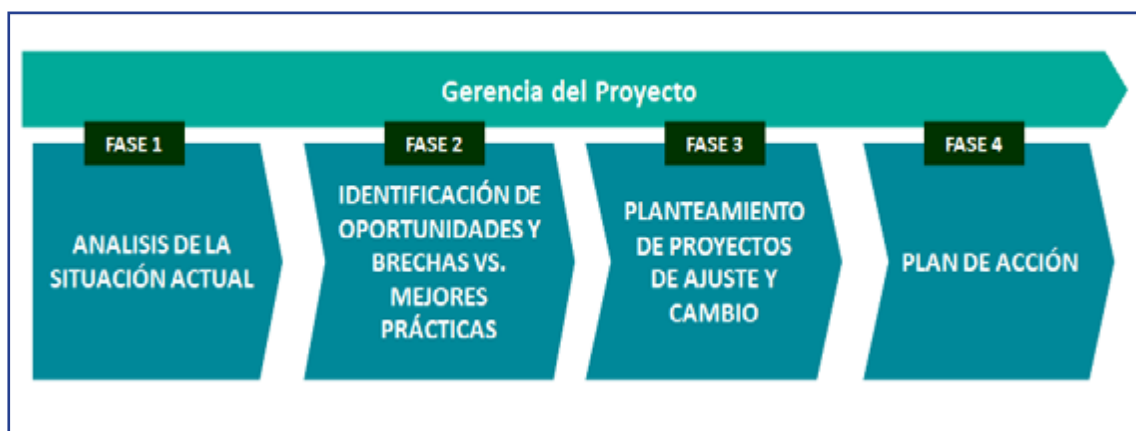 Gerencia del Proyecto
FASE 1
ANALISIS DE LA
SITUACIÓN ACTUAL
FASE 2
IDENTIFICACIÓN DE
OPORTUNIDADES Y
BRECHAS VS.
MEJORES
PRÁCTICAS
FASE 3
PLANTEAMIENTO
DE PROYECTOS
DE AJUSTE Y
CAMBIO
FASE 4
PLAN DE ACCIÓN